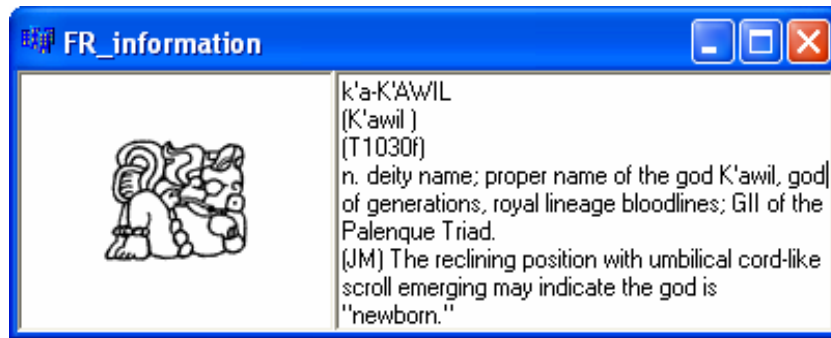 FR_information
k'a-K'AWIL
(K'awil )
(T1030f)
n. deity name; proper name of the god K'awil, god
of generations, royal lineage bloodlines; GII of the
Palenque Triad.
(JM) The reclining position with umbilical cord-like
scroll emerging may indicate the god is
"newborn."